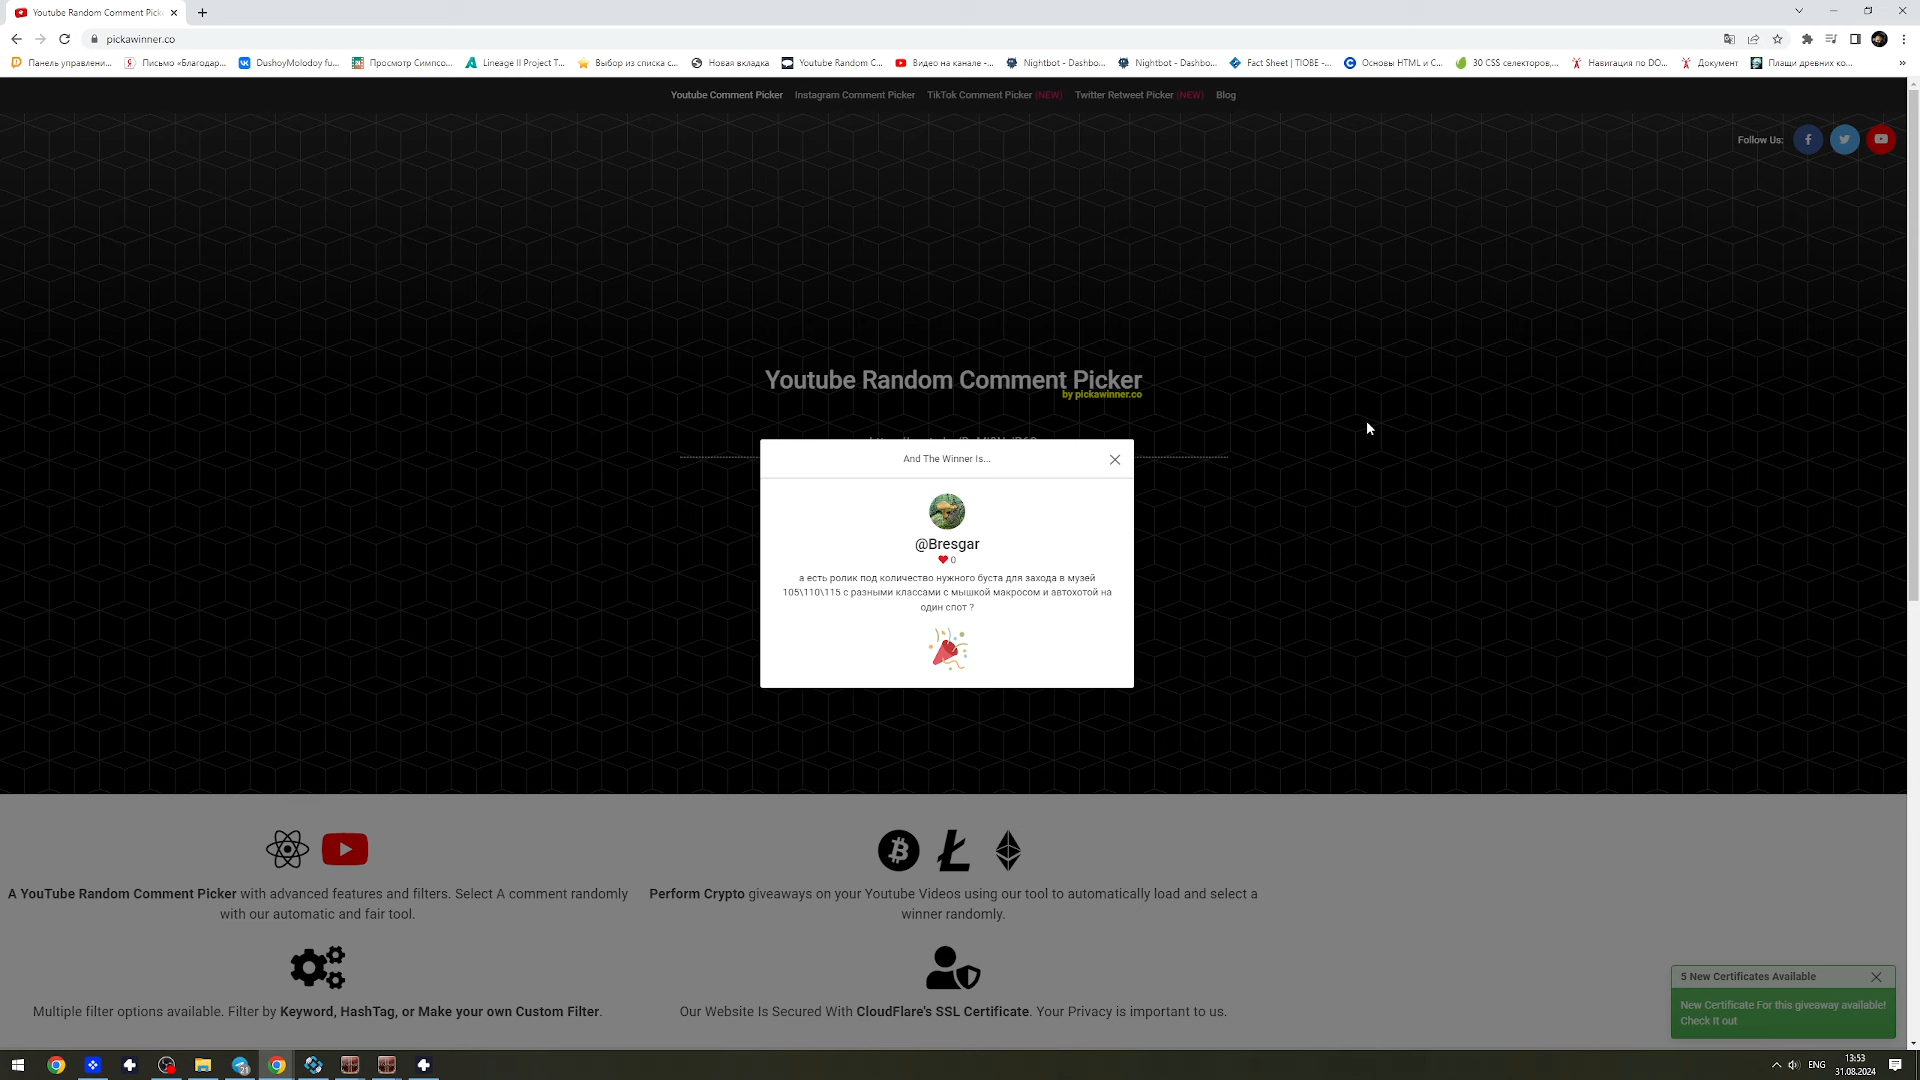 Youtube Random Comment Pick
pickawinner.co
Панель управлени...
Письмо «Благодар...
DushoyMolodoy fu...
Просмотр Симпсо...
Lineage II Project T...
Выбор из списка с...
Новая вкладка
Youtube Random C...
Видео на канале -...
Nightbot - Dashbo...
Nightbot - Dashbo...
Fact Sheet | TIOBE -...
Основы HTML и C...
30 CSS селекторов,...
Навигация по DO...
Документ
Плащи древних ко...
Youtube Comment Picker
Instagram Comment Picker
TikTok Comment Picker (NEW)
Twitter Retweet Picker (NEW)
Blog
Follow Us:
Youtube Random Comment Picker
by pickawinner.co
And The Winner Is...
@Bresgar
0
а есть ролик под количество нужного буста для захода в музей
105\110\115 с разными классами с мышкой макросом и автохотой на
один спот ?
A YouTube Random Comment Picker with advanced features and filters. Select A comment randomly
with our automatic and fair tool.
Perform Crypto giveaways on your Youtube Videos using our tool to automatically load and select a
winner randomly.
Multiple filter options available. Filter by Keyword, HashTag, or Make your own Custom Filter.
Our Website Is Secured With CloudFlare's SSL Certificate. Your Privacy is important to us.
5 New Certificates Available
New Certificate For this giveaway available!
Check It out
21
ENG
13:53
31.08.2024